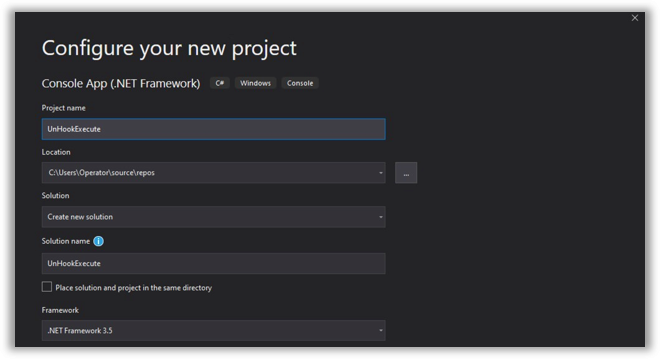 Configure your new project
Console App (.NET Framework) C# Windows Console
Project name
UnHookExecute
Location
C:\Users\Operator\source\repos
...
Solution
Create new solution
Solution name
UnHookExecute
Place solution and project in the same directory
Framework
.NET Framework 3.5